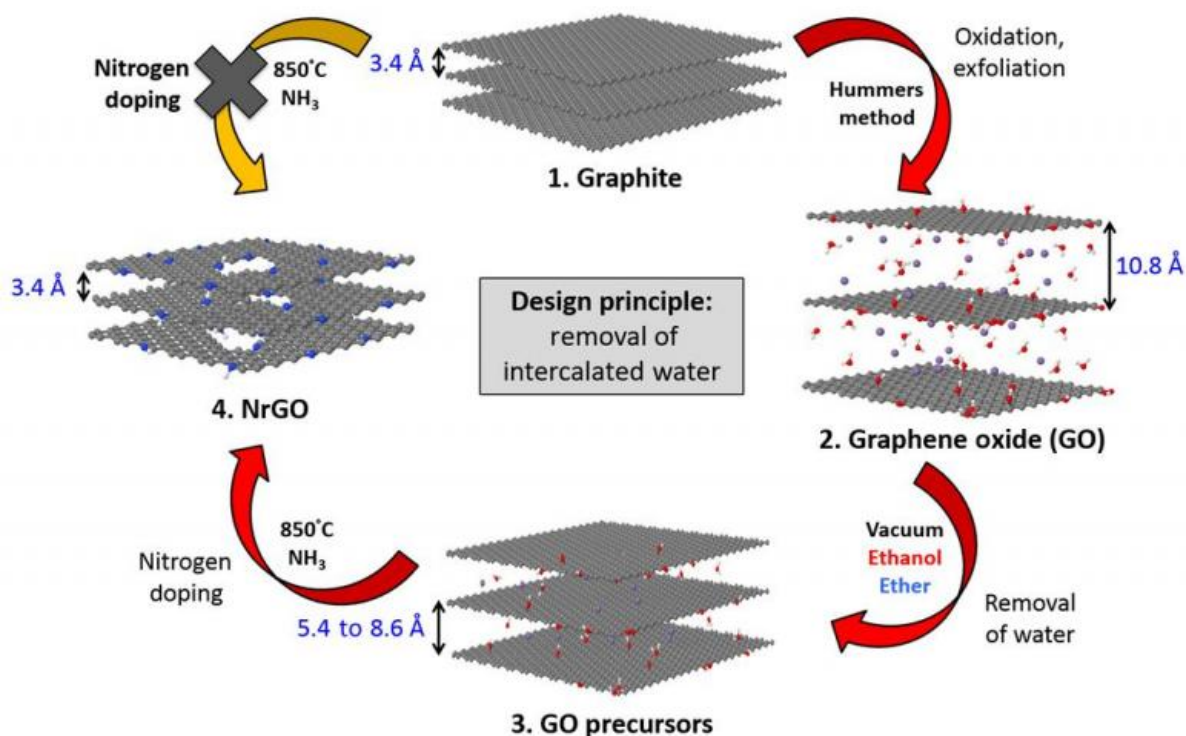 Nitrogen
doping
850°C
NH₃
3.4 Å
1. Graphite
Hummers
method
Oxidation,
exfoliation
10.8 Å
2. Graphene oxide (GO)
Vacuum
Ethanol
Ether
Removal
of water
5.4 to 8.6 Å
3. GO precursors
850°C
NH₃
Nitrogen
doping
3.4 Å
4. NrGO
Design principle:
removal of
intercalated water